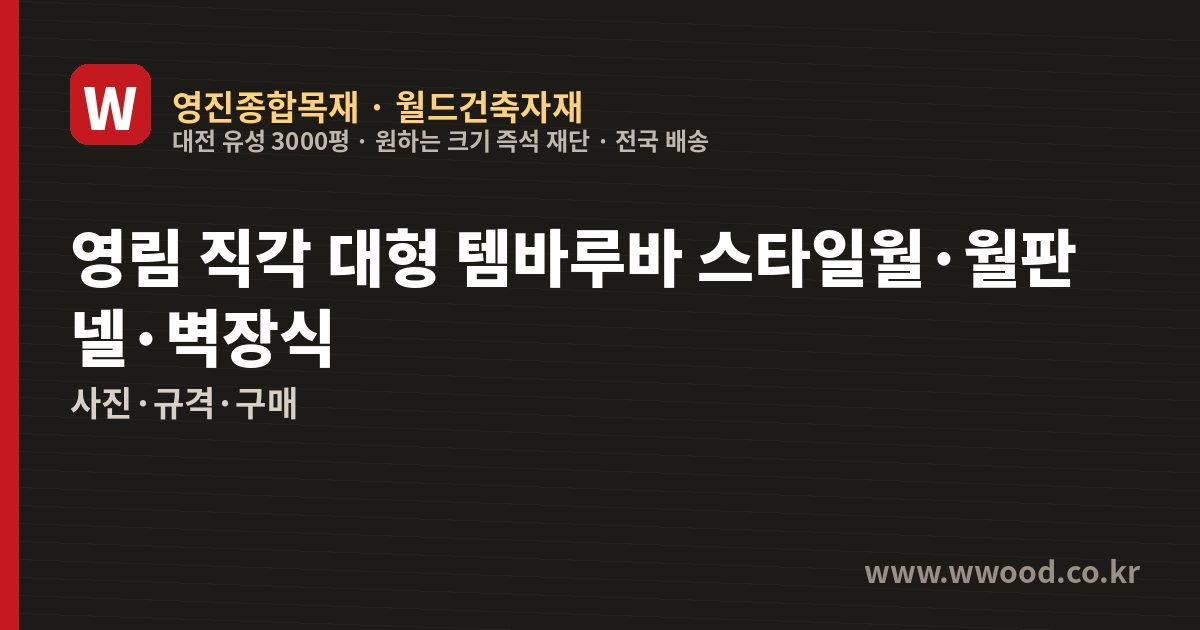 W
영진종합목재 · 월드건축자재
대전 유성 3000평 · 원하는 크기 즉석 재단 · 전국 배송
영림 직각 대형 템바루바 스타일월·월판
넬·벽장식
사진·규격·구매
www.wwood.co.kr